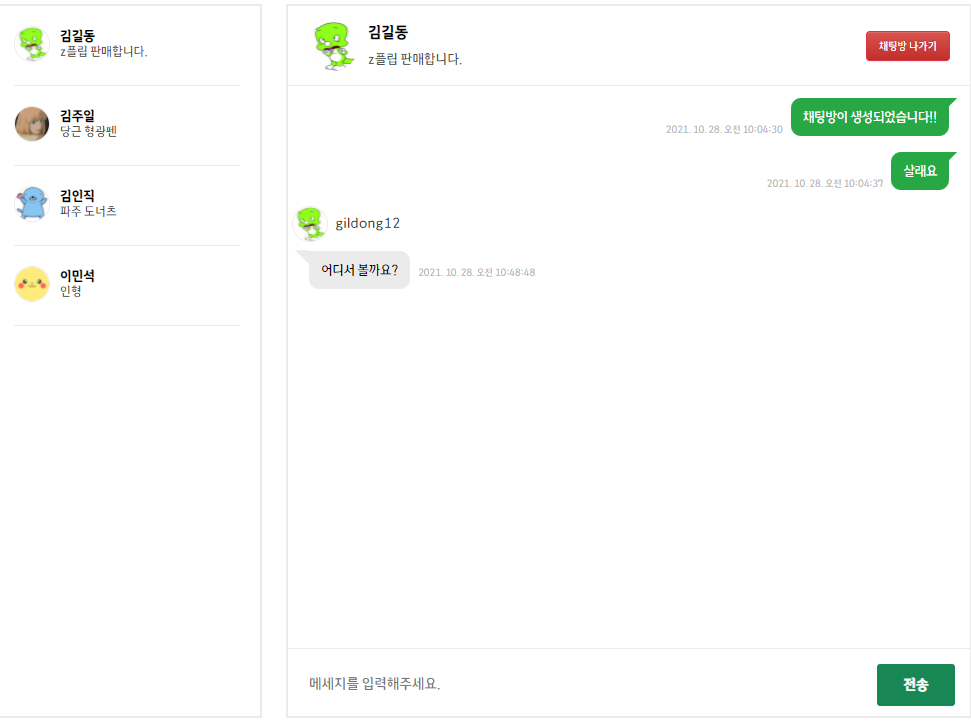 김길동
z플립 판매합니다.
김주일
당근 형광펜
김인직
파주 도너츠
이민석
인형
김길동
z플립 판매합니다.
채팅방 나가기
채팅방이 생성되었습니다!!
2021. 10. 28. 오전 10:04:30
살래요
2021. 10. 28. 오전 10:04:37
gildong12
어디서 볼까요?
2021. 10. 28. 오전 10:48:48
메세지를 입력해주세요.
전송